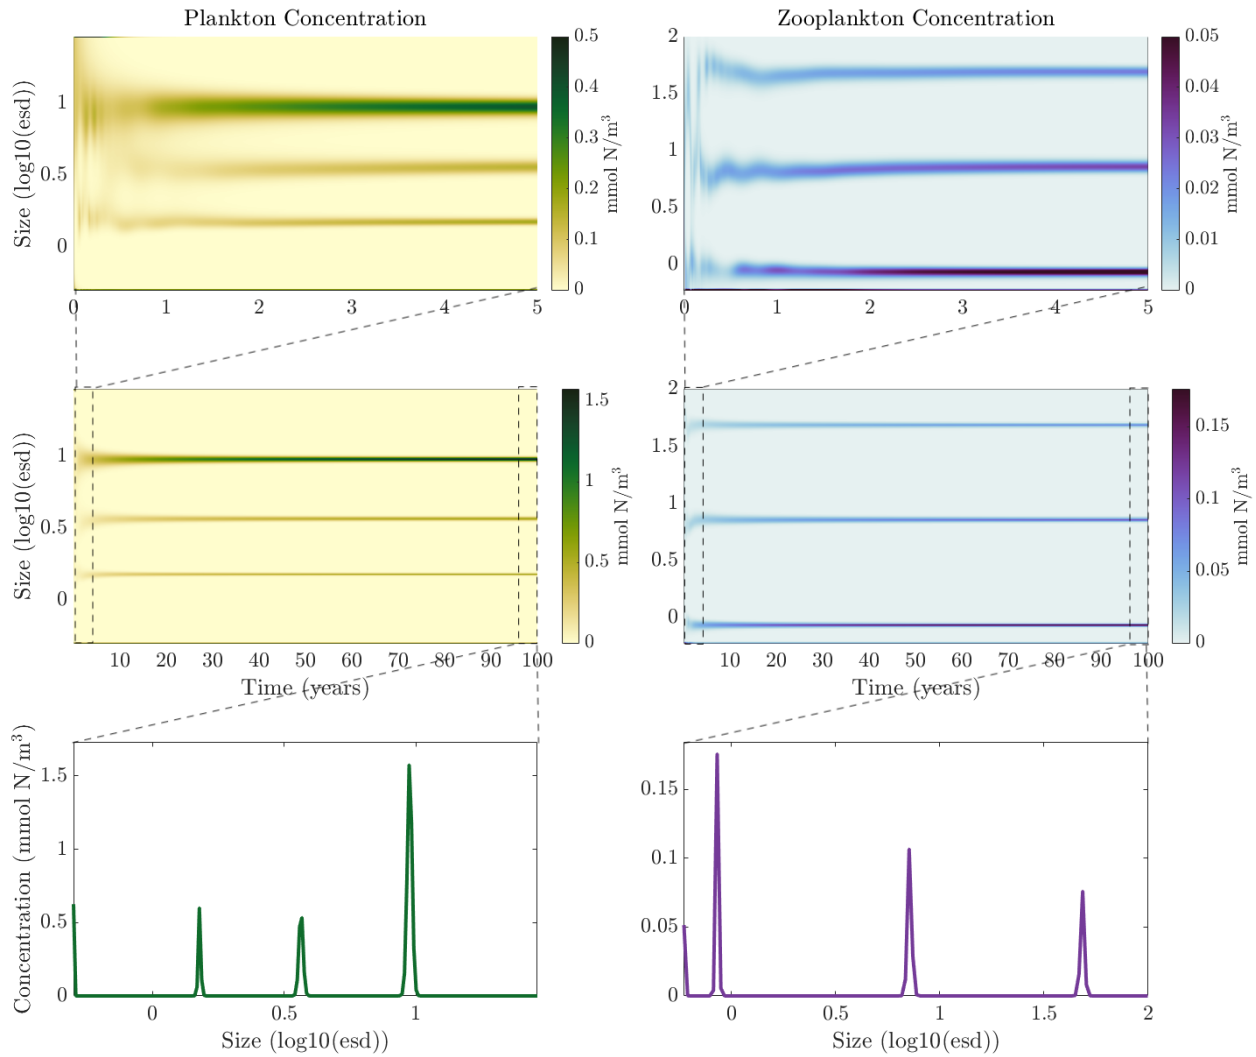 Plankton Concentration
Zooplankton Concentration
Size (log10(esd))
1
0.5
0
0 1 2 3 4 5
0.5
0.4
0.3
0.2
0.1
0
mmol N/m³
2
1.5
1
0.5
0
0 1 2 3 4 5
0.05
0.04
0.03
0.02
0.01
0
mmol N/m³
Size (log10(esd))
1
0.5
0
10 20 30 40 50 60 70 80 90 100
Time (years)
1.5
1
0.5
0
mmol N/m³
2
1.5
1
0.5
0
10 20 30 40 50 60 70 80 90 100
Time (years)
0.15
0.1
0.05
0
mmol N/m³
Concentration (mmol N/m³)
1.5
1
0.5
0
0 0.5 1
Size (log10(esd))
0.15
0.1
0.05
0
0 0.5 1 1.5 2
Size (log10(esd))